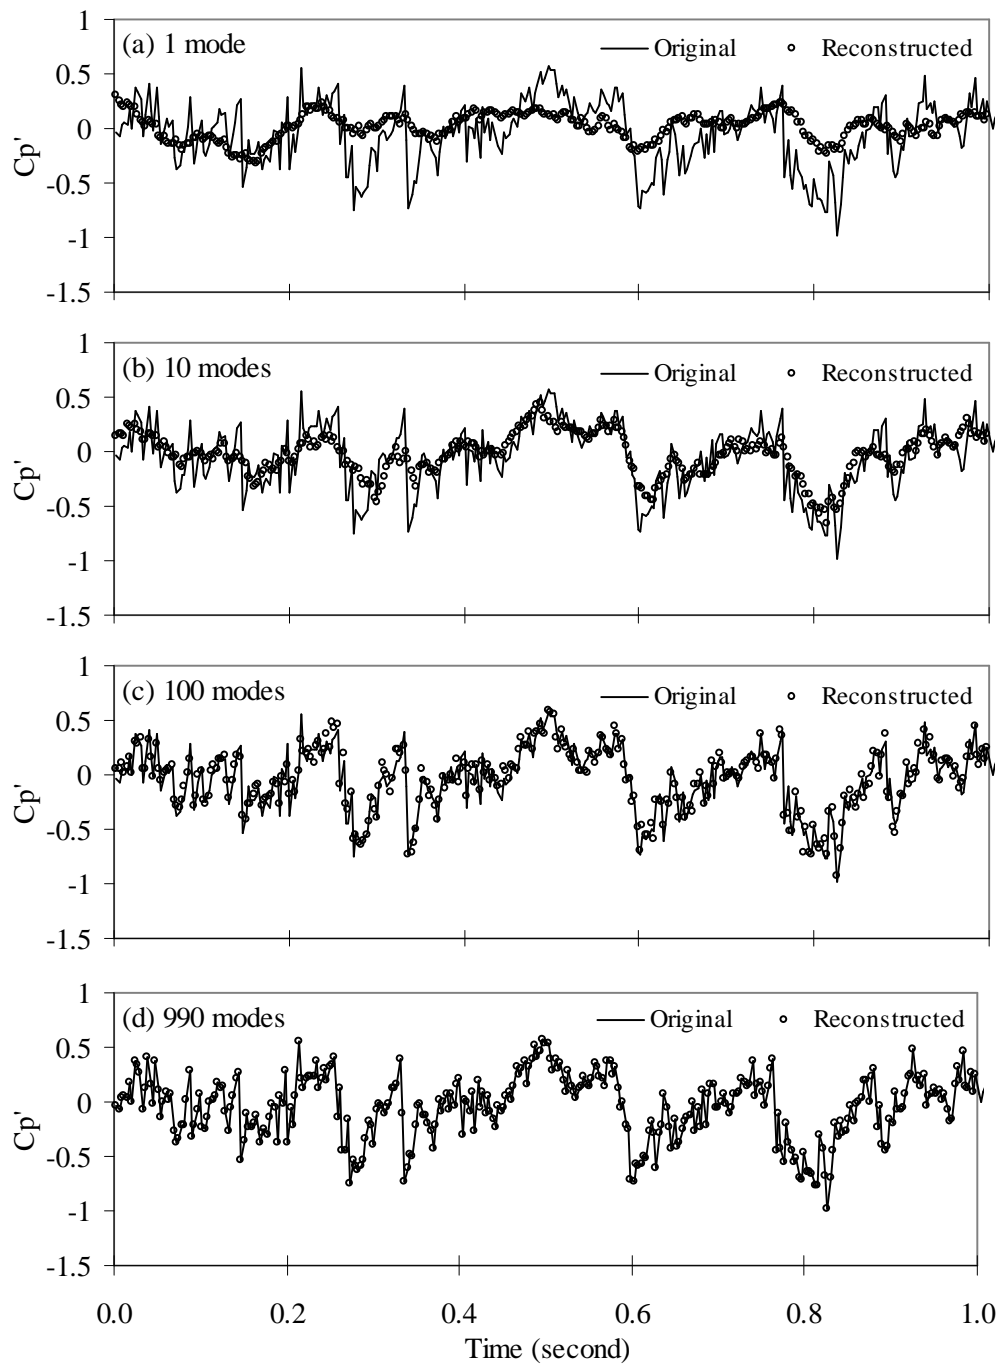 (a) 1 mode
Original
Reconstructed
1
0.5
0
-0.5
-1
-1.5
Cp'
(b) 10 modes
Original
Reconstructed
1
0.5
0
-0.5
-1
-1.5
Cp'
(c) 100 modes
Original
Reconstructed
1
0.5
0
-0.5
-1
-1.5
Cp'
(d) 990 modes
Original
Reconstructed
1
0.5
0
-0.5
-1
-1.5
Cp'
0.0 0.2 0.4 0.6 0.8 1.0
Time (second)